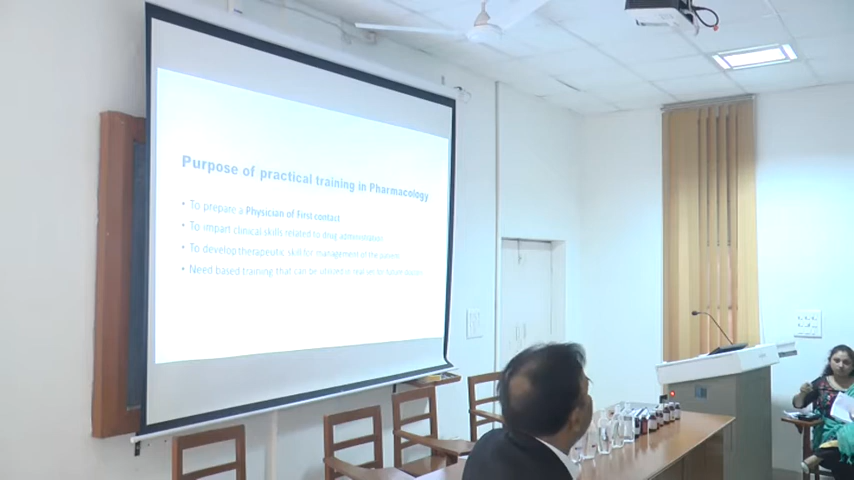 Purpose of practical training in Pharmacology
• To prepare a Physician of First contact
• To impart clinical skills related to drug administration
• To develop therapeutic skill for management of the patient
• Need based training that can be utilized in real